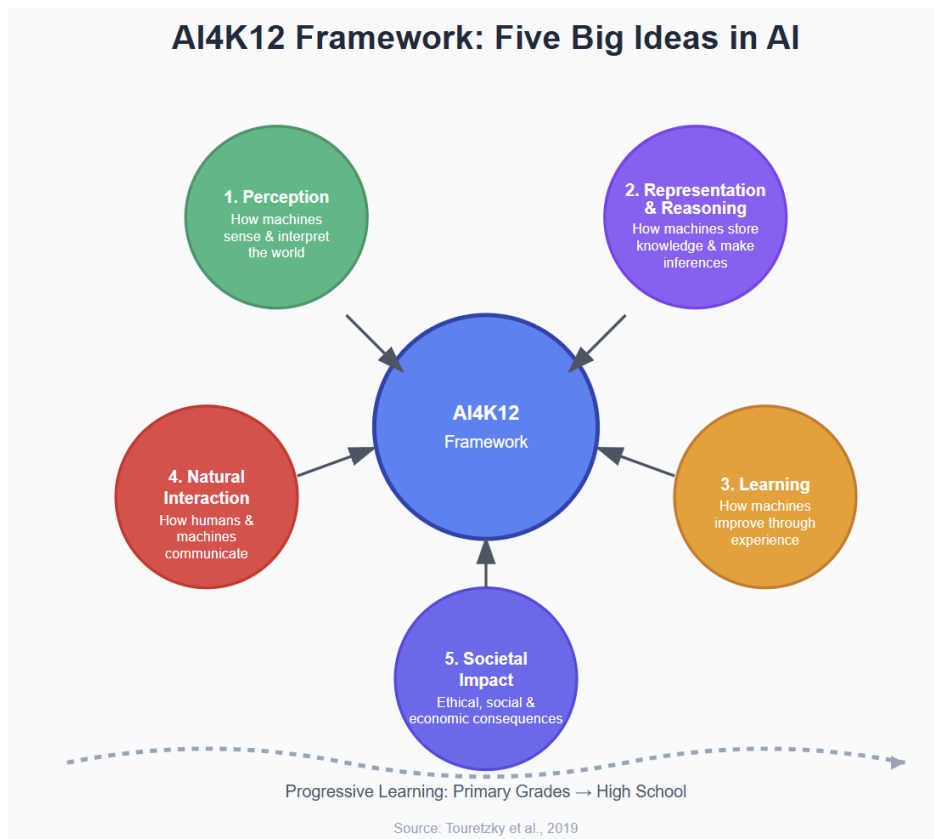 AI4K12 Framework: Five Big Ideas in AI
1. Perception
How machines
sense & interpret
the world
2. Representation
& Reasoning
How machines store
knowledge & make
inferences
AI4K12
Framework
4. Natural
Interaction
How humans &
machines
communicate
3. Learning
How machines
improve through
experience
5. Societal
Impact
Ethical, social &
economic consequences
Progressive Learning: Primary Grades → High School
Source: Touretzky et al., 2019